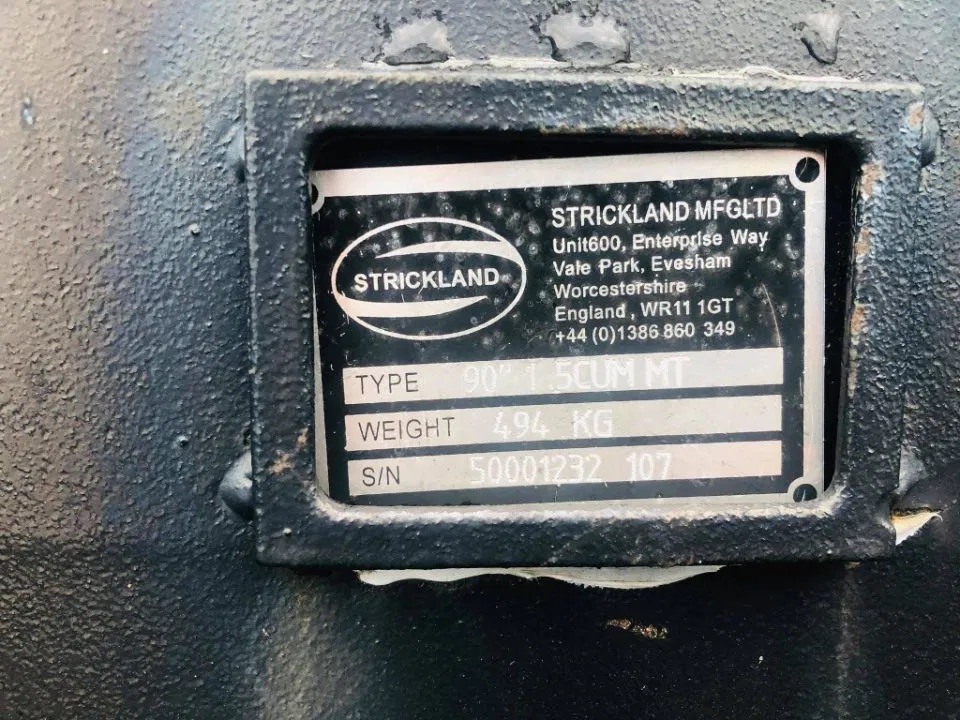 STRICKLAND
STRICKLAND MFGLTD
Unit600, Enterprise Way
Vale Park, Evesham
Worcestershire
England, WR11 1GT
+44 (0)1386 860 349
TYPE 90" 1.5CUM MT
WEIGHT 494 KG
S/N 50001232 107